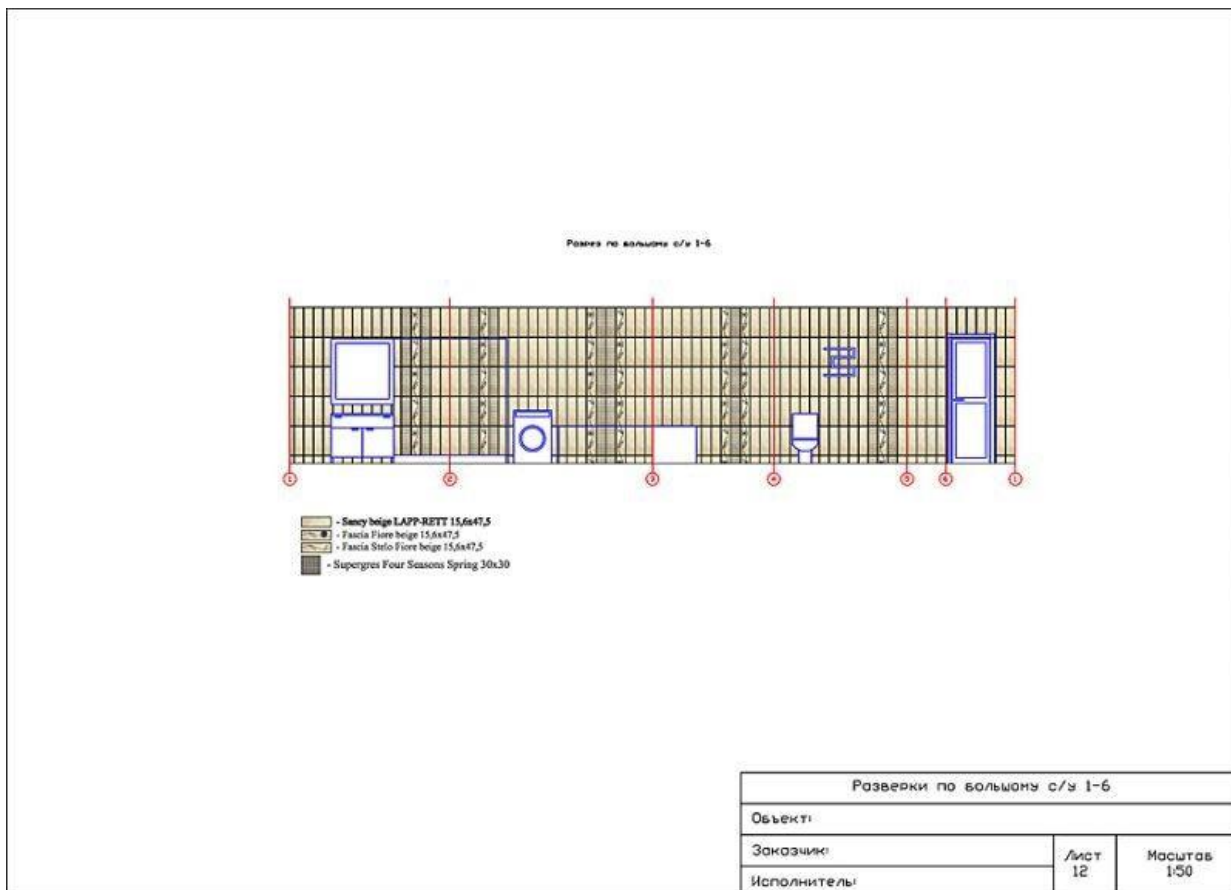 Разрез по большому с/у 1-6
1 2 3 4 5 6 1
- Sancy beige LAPP-RETT 15,6x47,5
- Fascia Fiore beige 15,6x47,5
- Fascia Stelo Fiore beige 15,6x47,5
- Supergres Four Seasons Spring 30x30
Разверки по большому с/у 1-6
Объект:
Заказчик:
Исполнитель:
Лист
12
Масштаб
1:50